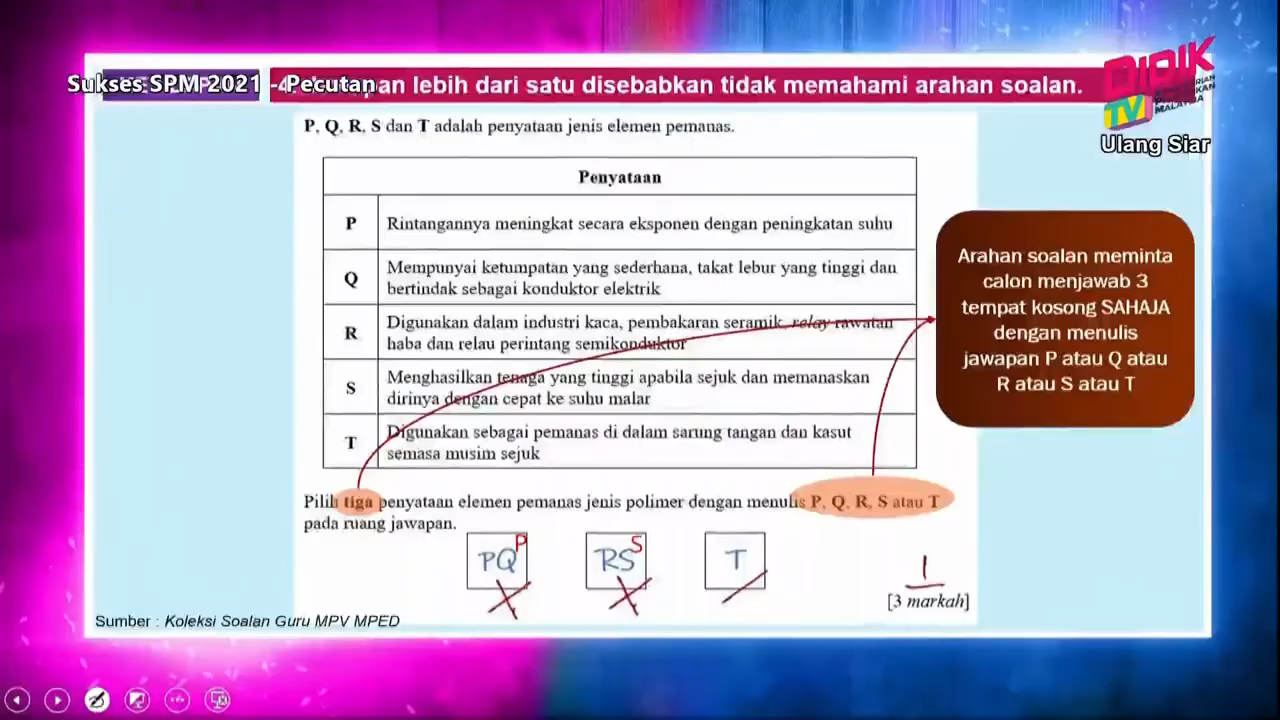 Sukses SPM 2021 - Pecutan
lebih dari satu disebabkan tidak memahami arahan soalan.
DIDIK
TV
MALAYSIA
Ulang Siar
P, Q, R, S dan T adalah penyataan jenis elemen pemanas.
Penyataan
P Rintangannya meningkat secara eksponen dengan peningkatan suhu
Q Mempunyai ketumpatan yang sederhana, takat lebur yang tinggi dan
bertindak sebagai konduktor elektrik
R Digunakan dalam industri kaca, pembakaran seramik, relay rawatan
haba dan relau perintang semikonduktor
S Menghasilkan tenaga yang tinggi apabila sejuk dan memanaskan
dirinya dengan cepat ke suhu malar
T Digunakan sebagai pemanas di dalam sarung tangan dan kasut
semasa musim sejuk
Arahan soalan meminta
calon menjawab 3
tempat kosong SAHAJA
dengan menulis
jawapan P atau Q atau
R atau S atau T
Pilih tiga penyataan elemen pemanas jenis polimer dengan menulis P, Q, R, S atau T
pada ruang jawapan.
PQ P RS S T
1
[3 markah]
Sumber : Koleksi Soalan Guru MPV MPED